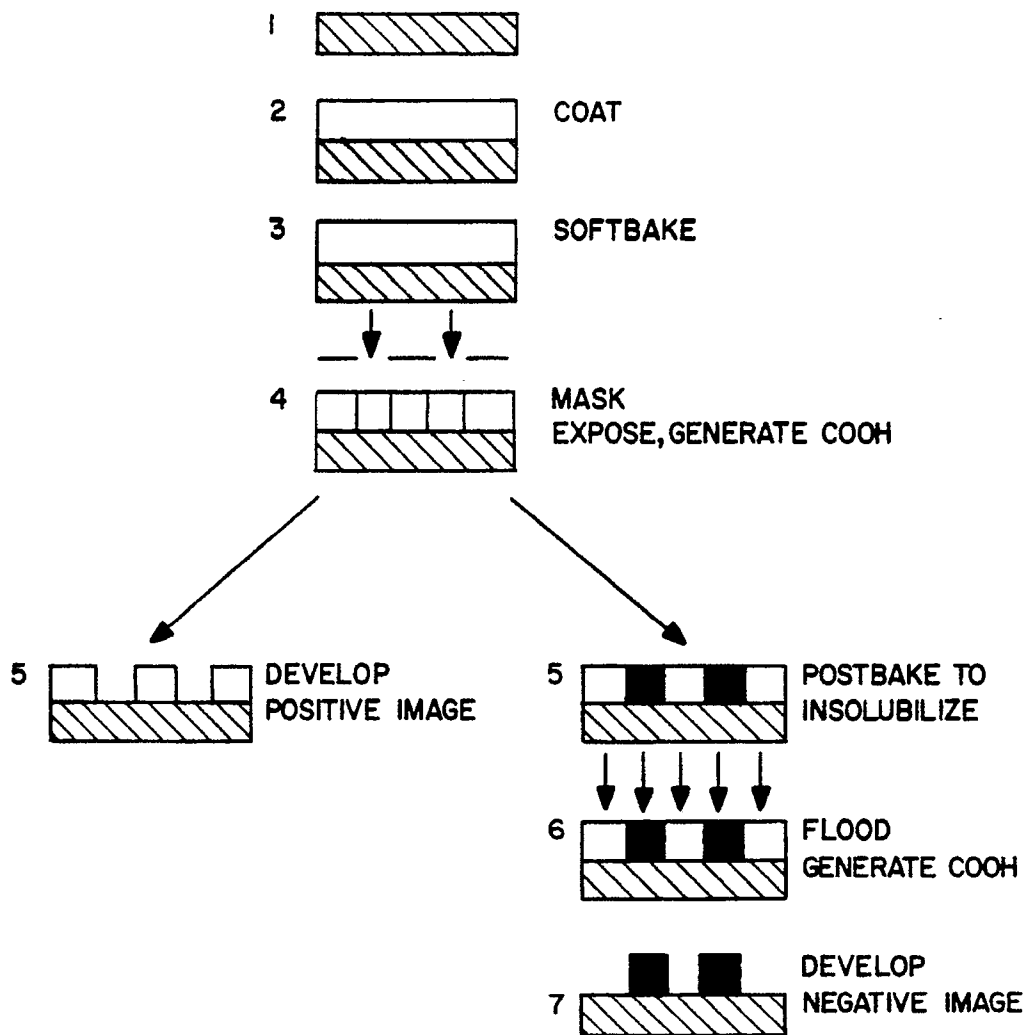 1
2 COAT
3 SOFTBAKE
4 MASK
EXPOSE, GENERATE COOH
5 DEVELOP
POSITIVE IMAGE
5 POSTBAKE TO
INSOLUBILIZE
6 FLOOD
GENERATE COOH
DEVELOP
7 NEGATIVE IMAGE